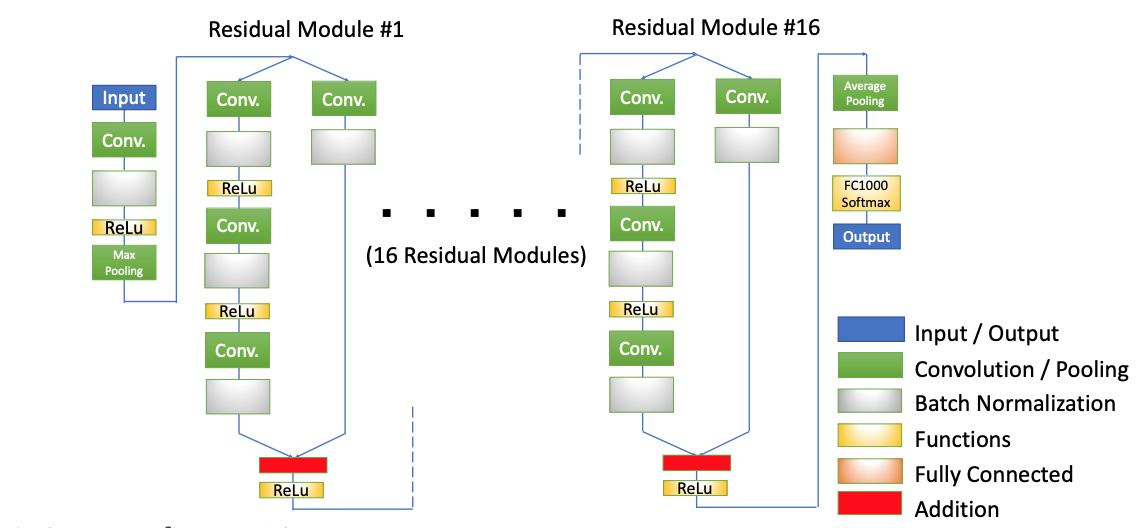 Residual Module #1
Residual Module #16
Input
Conv.
ReLu
Max
Pooling
Conv.
ReLu
Conv.
ReLu
Conv.
Conv.
ReLu
(16 Residual Modules)
Conv.
ReLu
Conv.
ReLu
Conv.
Conv.
ReLu
Average
Pooling
FC1000
Softmax
Output
Input / Output
Convolution / Pooling
Batch Normalization
Functions
Fully Connected
Addition